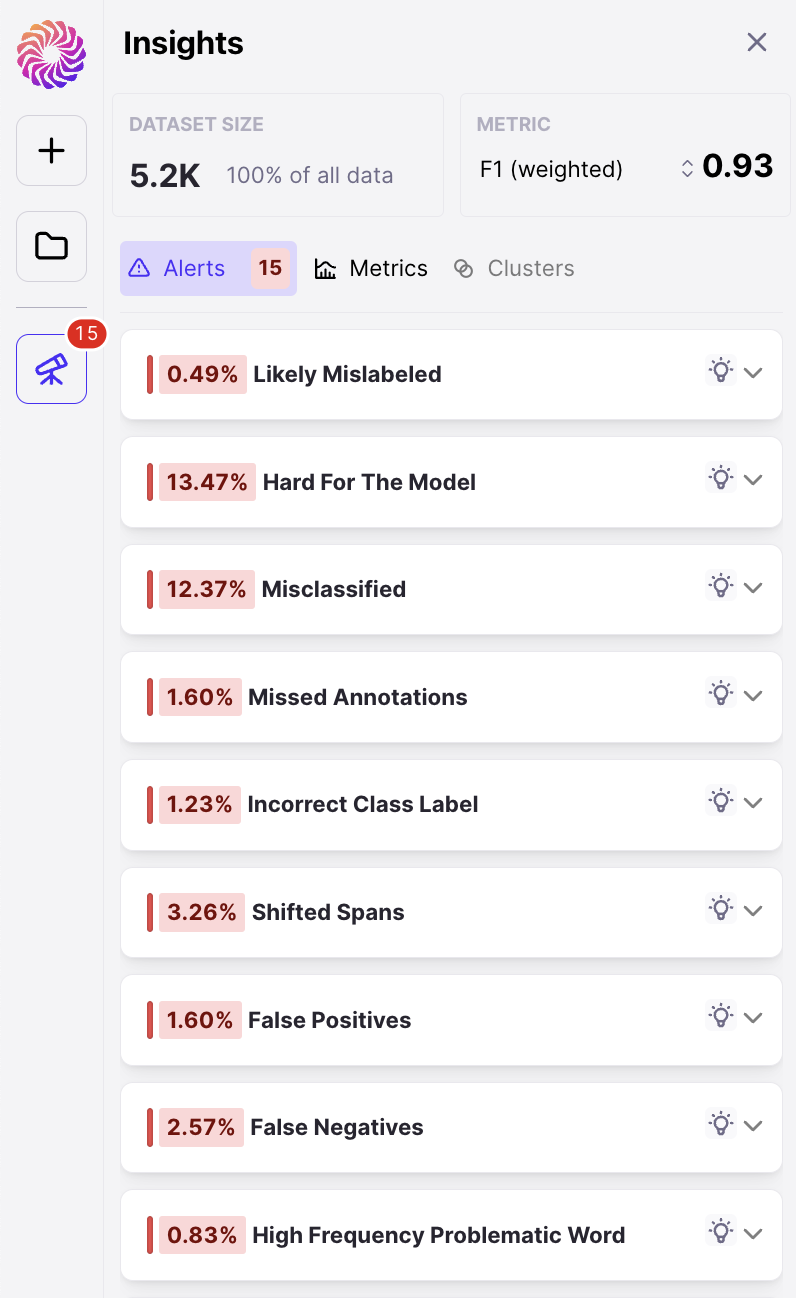 Insights
DATASET SIZE
5.2K 100% of all data
METRIC
F1 (weighted) 0.93
Alerts 15 Metrics Clusters
15
0.49% Likely Mislabeled
13.47% Hard For The Model
12.37% Misclassified
1.60% Missed Annotations
1.23% Incorrect Class Label
3.26% Shifted Spans
1.60% False Positives
2.57% False Negatives
0.83% High Frequency Problematic Word